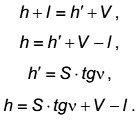 h + l = h' + V ,
h = h' + V - l ,
h' = S · tgν ,
h = S · tgν + V - l .